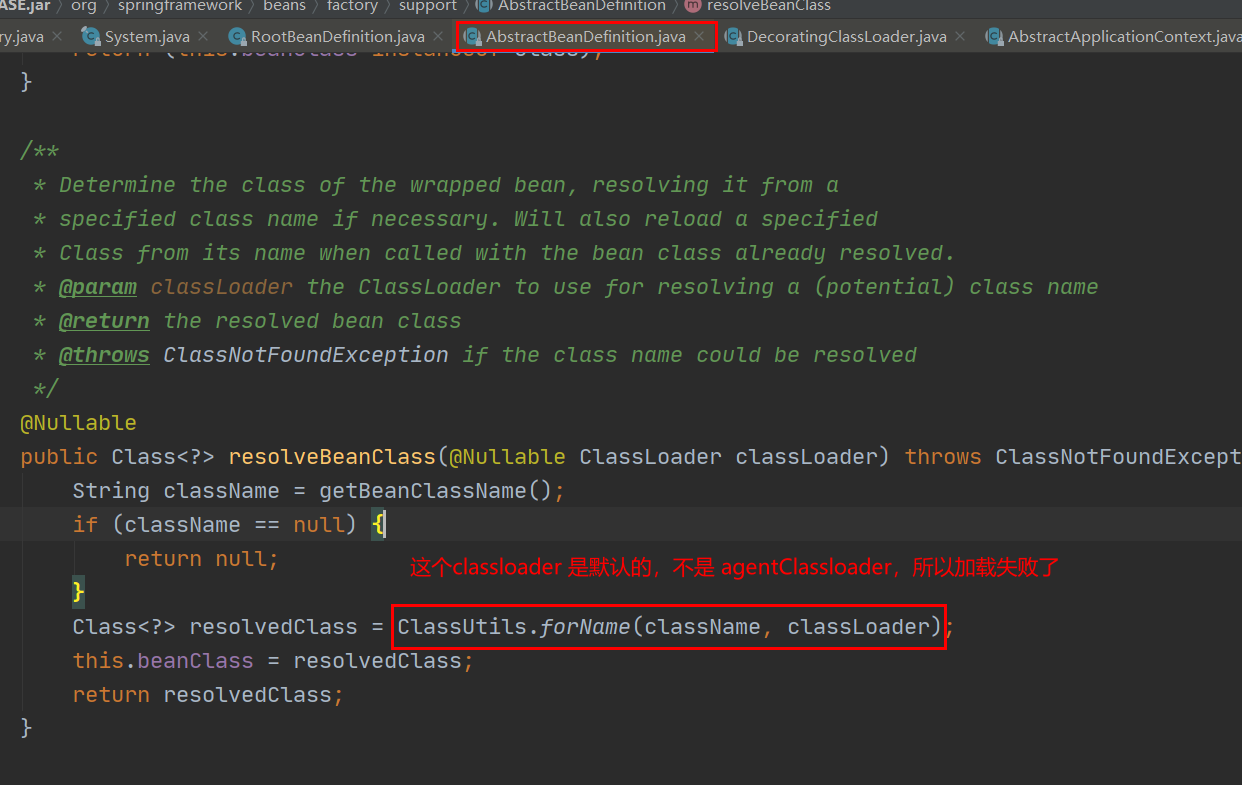 ASE.jar › org › springframework › beans › factory › support › AbstractBeanDefinition › resolveBeanClass
ry.java × System.java × RootBeanDefinition.java × AbstractBeanDefinition.java × DecoratingClassLoader.java × AbstractApplicationContext.java
}
/**
* Determine the class of the wrapped bean, resolving it from a
* specified class name if necessary. Will also reload a specified
* Class from its name when called with the bean class already resolved.
* @param classLoader the ClassLoader to use for resolving a (potential) class name
* @return the resolved bean class
* @throws ClassNotFoundException if the class name could be resolved
*/
@Nullable
public Class<?> resolveBeanClass(@Nullable ClassLoader classLoader) throws ClassNotFoundExcept
String className = getBeanClassName();
if (className == null) {
return null;
这个classloader 是默认的，不是 agentClassloader，所以加载失败了
}
Class<?> resolvedClass = ClassUtils.forName(className, classLoader);
this.beanClass = resolvedClass;
return resolvedClass;
}